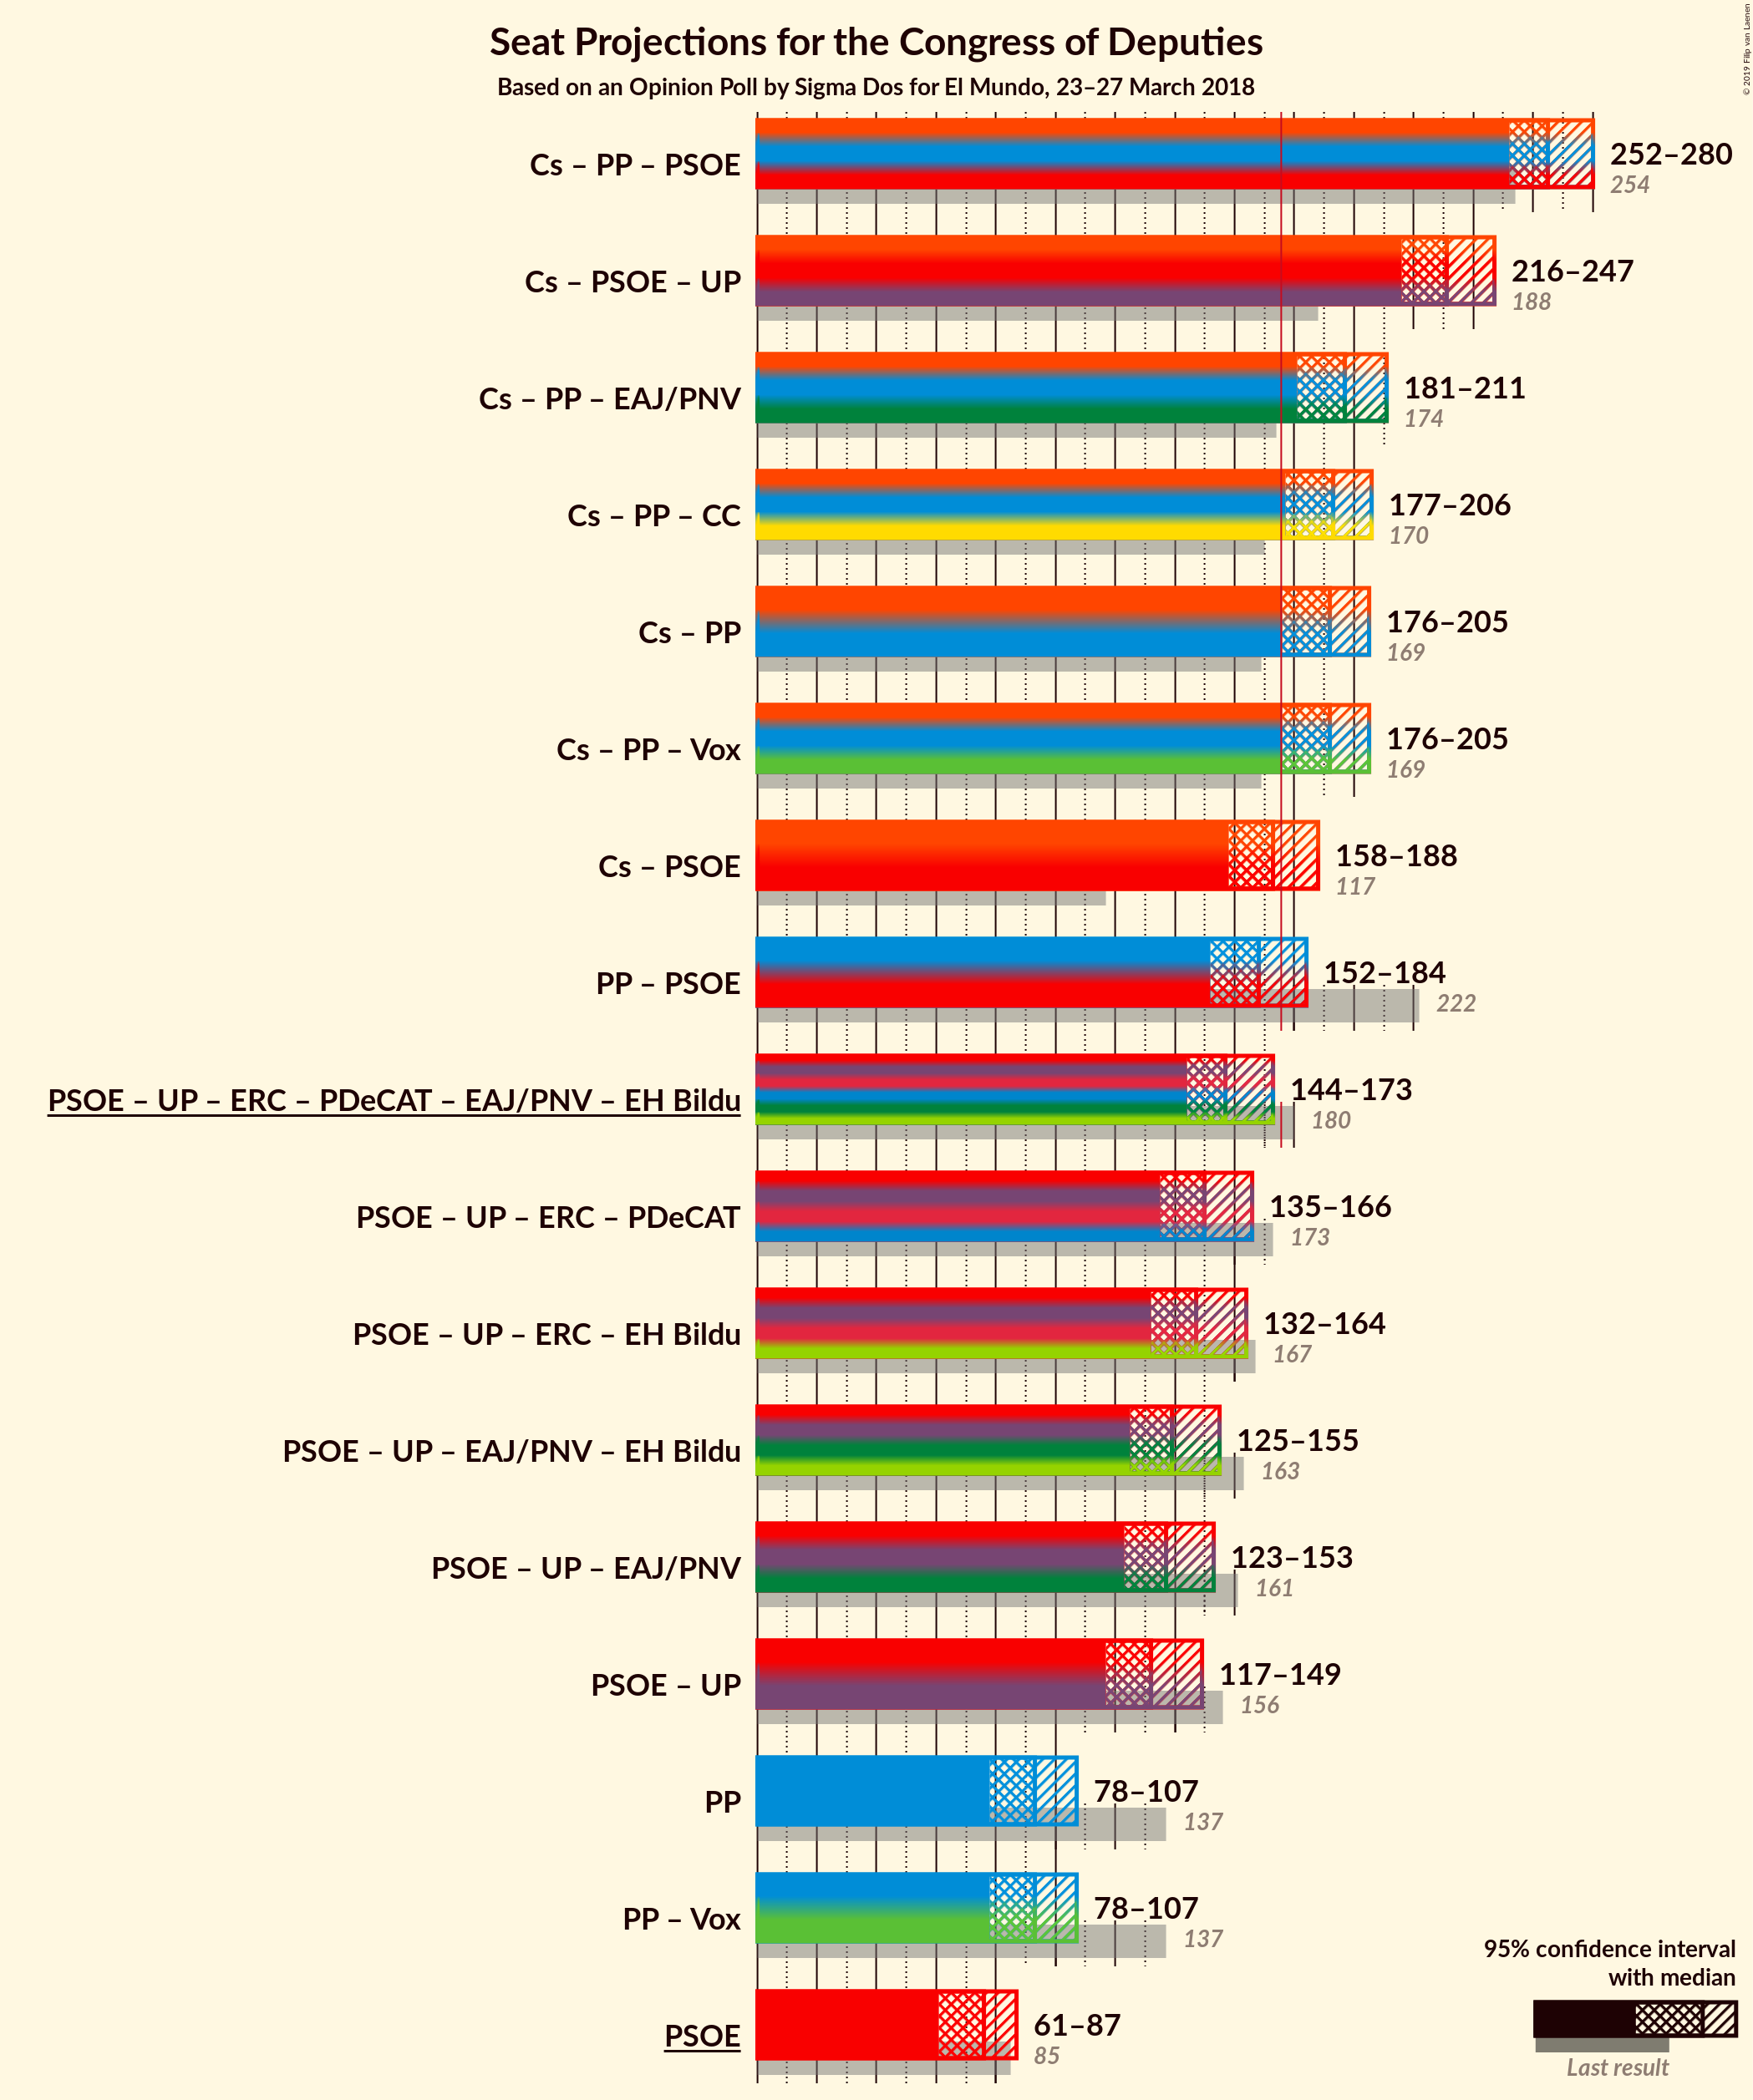 Seat Projections for the Congress of Deputies
Based on an Opinion Poll by Sigma Dos for El Mundo, 23–27 March 2018
© 2019 Filip van Laenen
Cs – PP – PSOE
252–280
254
Cs – PSOE – UP
216–247
188
Cs – PP – EAJ/PNV
181–211
174
Cs – PP – CC
177–206
170
Cs – PP
176–205
169
Cs – PP – Vox
176–205
169
Cs – PSOE
158–188
117
PP – PSOE
152–184
222
PSOE – UP – ERC – PDeCAT – EAJ/PNV – EH Bildu
144–173
180
PSOE – UP – ERC – PDeCAT
135–166
173
PSOE – UP – ERC – EH Bildu
132–164
167
PSOE – UP – EAJ/PNV – EH Bildu
125–155
163
PSOE – UP – EAJ/PNV
123–153
161
PSOE – UP
117–149
156
PP
78–107
137
PP – Vox
78–107
137
PSOE
61–87
85
95% confidence interval
with median
Last result